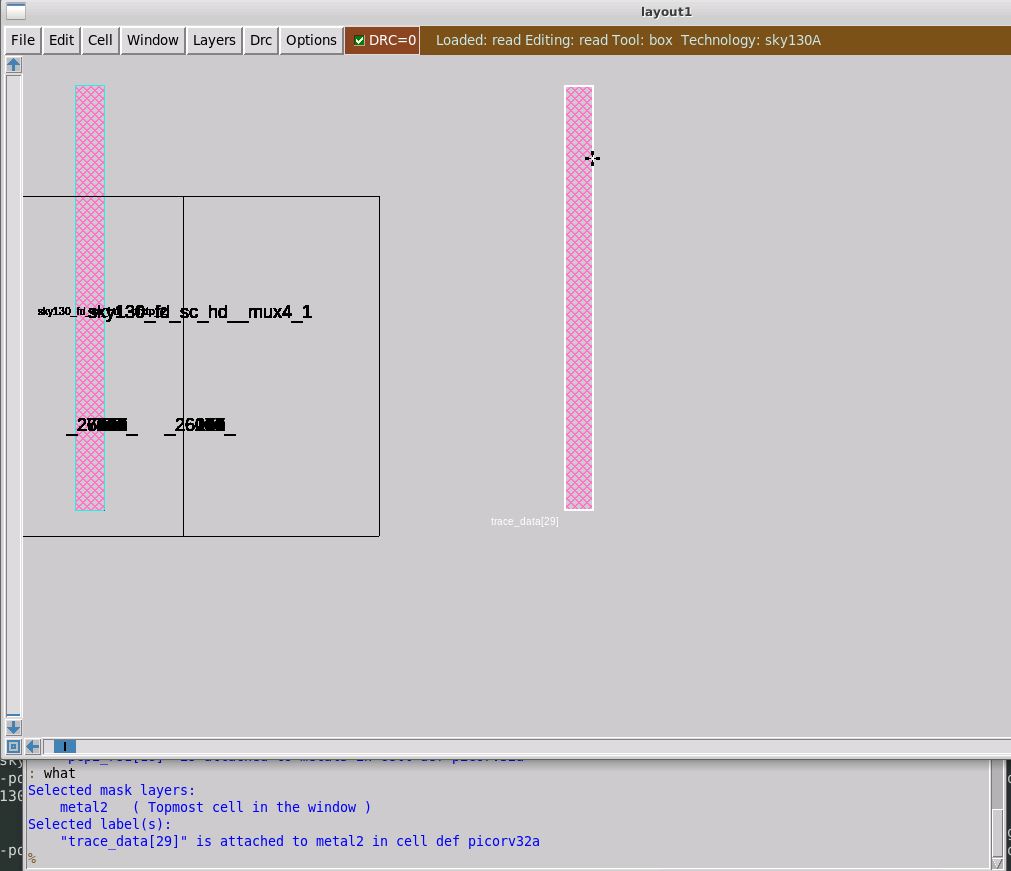 layout1
File Edit Cell Window Layers Drc Options DRC=0 Loaded: read Editing: read Tool: box Technology: sky130A
sky130_fd_sc_hd__mux4_1
trace_data[29]
: what
Selected mask layers:
metal2 ( Topmost cell in the window )
Selected label(s):
"trace_data[29]" is attached to metal2 in cell def picorv32a
%